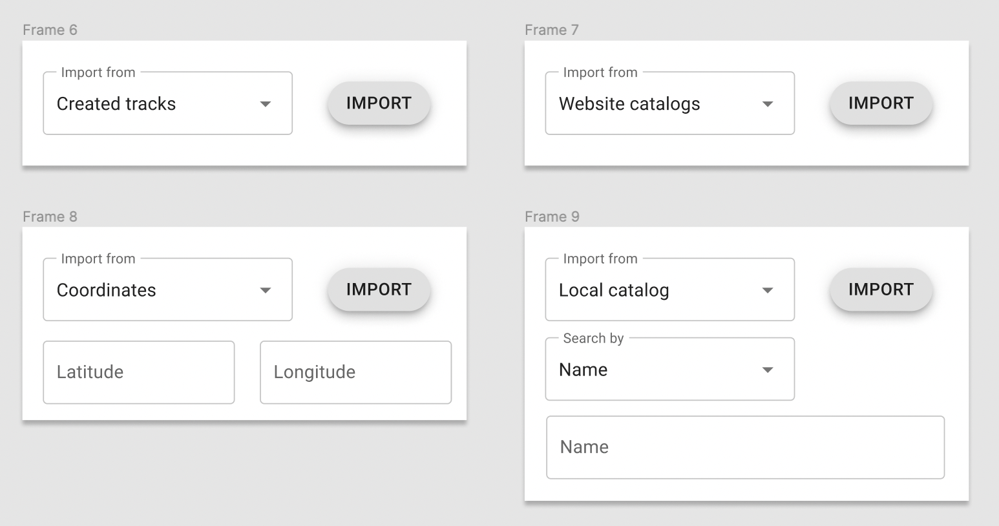 Frame 6
Import from
Created tracks
IMPORT
Frame 7
Import from
Website catalogs
IMPORT
Frame 8
Import from
Coordinates
IMPORT
Latitude
Longitude
Frame 9
Import from
Local catalog
IMPORT
Search by
Name
Name